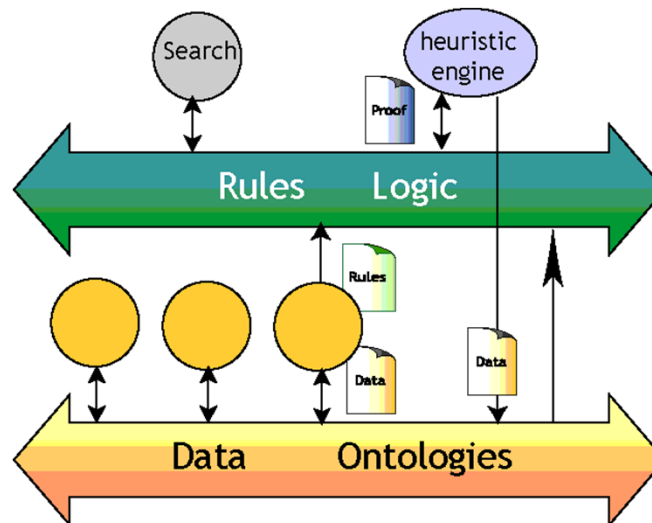 Search
heuristic
engine
Proof
Rules Logic
Rules
Data
Data
Data Ontologies